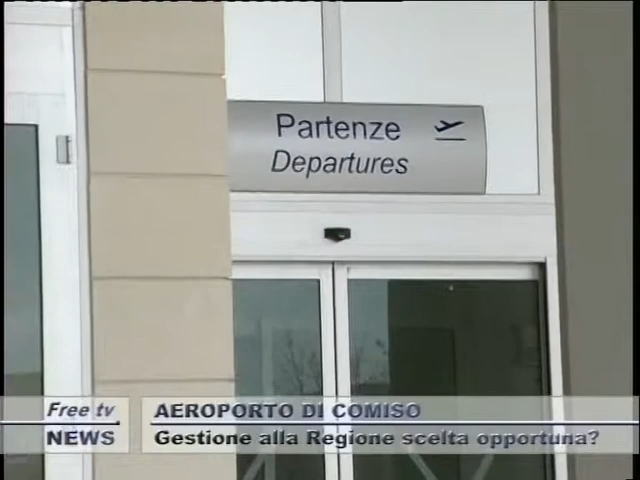 Partenze
Departures
Free tv
NEWS
AEROPORTO DI COMISO
Gestione alla Regione scelta opportuna?